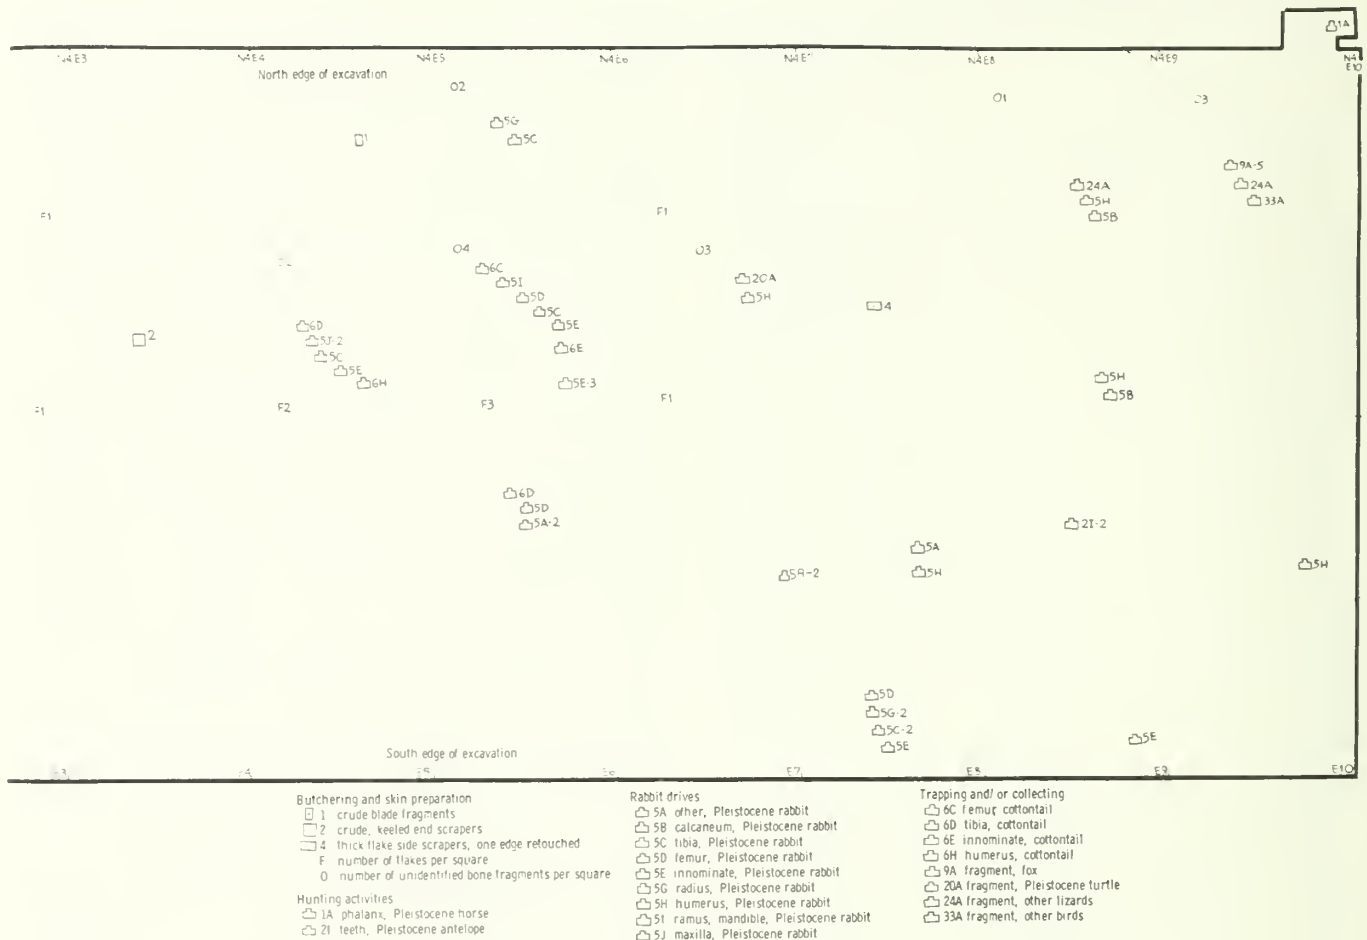 1A
N4E3 N4E4 N4E5 N4E6 N4E7 N4E8 N4E9 N4
E10
North edge of excavation
O2
O1 O3
5G
1 5C
9A-5
24A 24A
5H 33A
F1 F1 5B
O4 O3
6C
5I 20A
5D 5H
5C 4
6D 5E
2 5J-2
5C 6E
5E 5H
6H 5E-3
5B
F1 F2 F3 F1
6D
5D
5A-2 2I-2
5A
5H 5H
5D
5G-2
5C-2
5E 5E
South edge of excavation
E3 E4 E5 E6 E7 E8 E9 E10
Butchering and skin preparation
1 crude blade fragments
2 crude, keeled end scrapers
4 thick flake side scrapers, one edge retouched
F number of flakes per square
O number of unidentified bone fragments per square
Hunting activities
1A phalanx, Pleistocene horse
2I teeth, Pleistocene antelope
Rabbit drives
5A other, Pleistocene rabbit
5B calcaneum, Pleistocene rabbit
5C tibia, Pleistocene rabbit
5D femur, Pleistocene rabbit
5E innominate, Pleistocene rabbit
5G radius, Pleistocene rabbit
5H humerus, Pleistocene rabbit
5I ramus, mandible, Pleistocene rabbit
5J maxilla, Pleistocene rabbit
Trapping and/or collecting
6C femur cottontail
6D tibia, cottontail
6E innominate, cottontail
6H humerus, cottontail
9A fragment, fox
20A fragment, Pleistocene turtle
24A fragment, other lizards
33A fragment, other birds